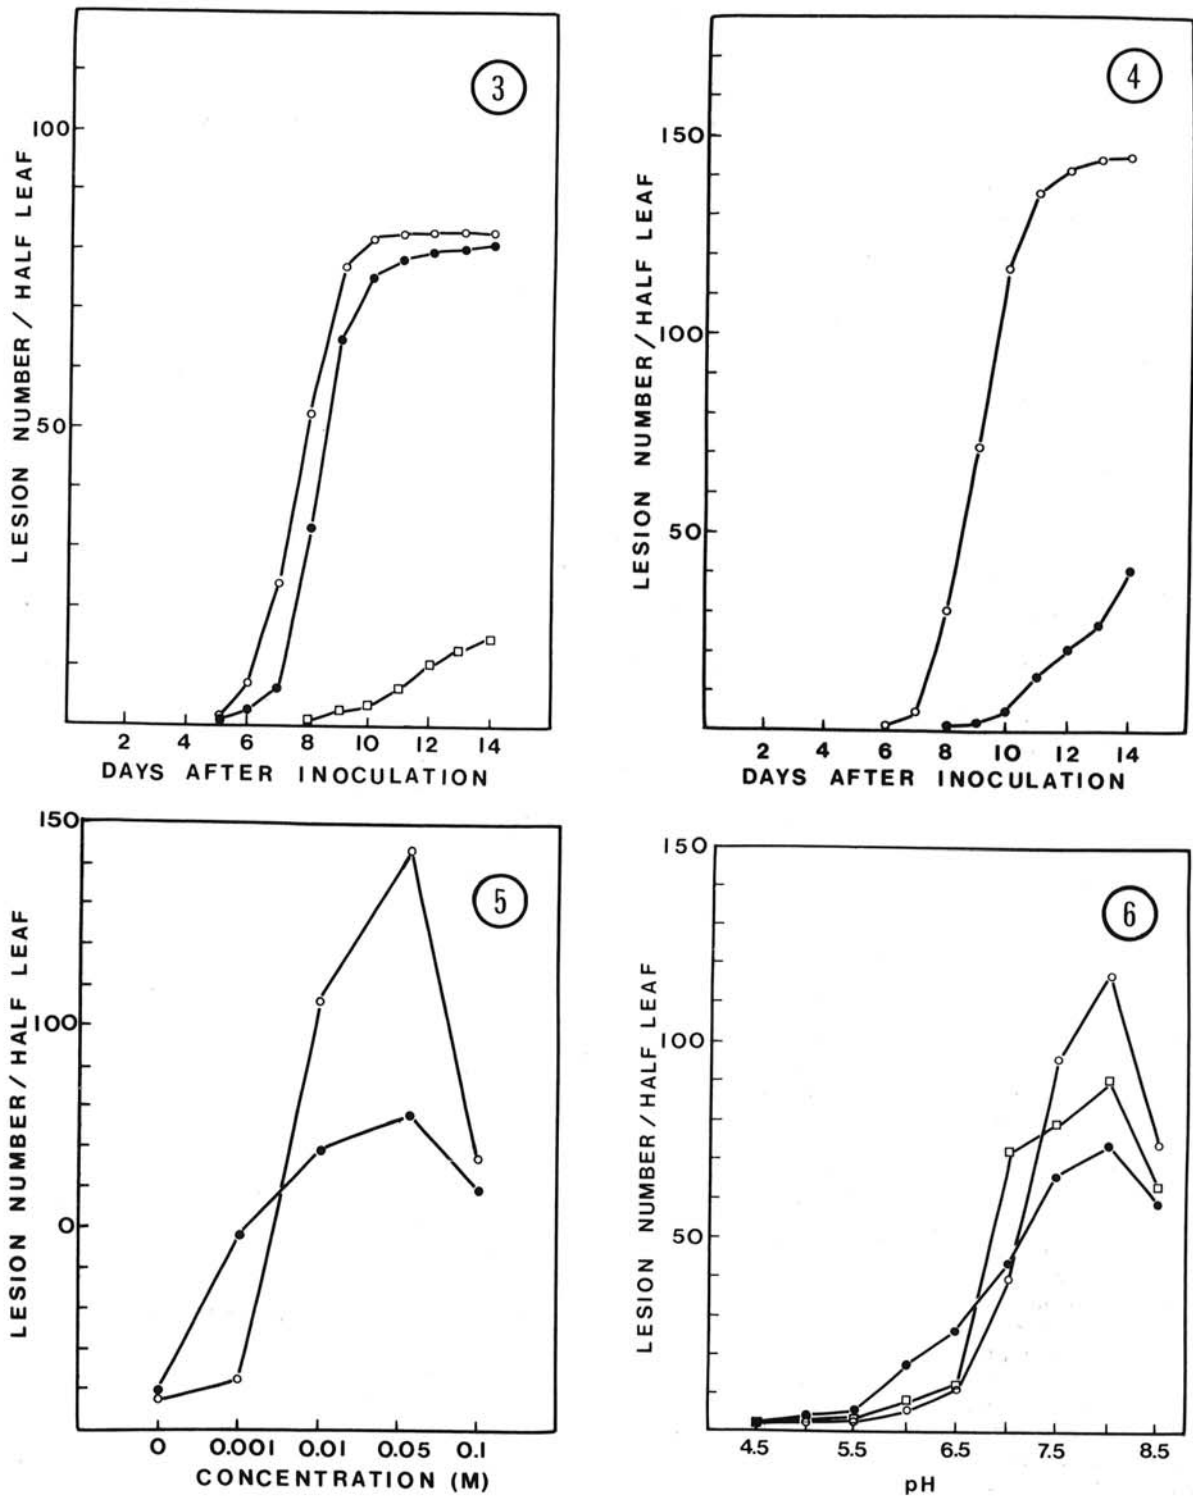 3
LESION NUMBER / HALF LEAF
100
50
2 4 6 8 10 12 14
DAYS AFTER INOCULATION
4
LESION NUMBER/HALF LEAF
150
100
50
2 4 6 8 10 12 14
DAYS AFTER INOCULATION
5
LESION NUMBER/HALF LEAF
150
100
0
0 0.001 0.01 0.05 0.1
CONCENTRATION (M)
6
LESION NUMBER/HALF LEAF
150
100
50
4.5 5.5 6.5 7.5 8.5
pH